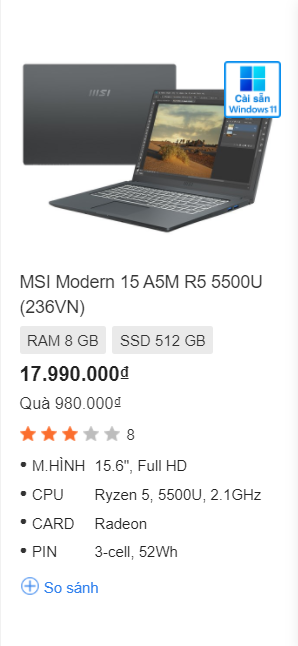 Cài sẵn
Windows 11
msi
MSI Modern 15 A5M R5 5500U
(236VN)
RAM 8 GB SSD 512 GB
17.990.000₫
Quà 980.000₫
8
• M.HÌNH 15.6", Full HD
• CPU Ryzen 5, 5500U, 2.1GHz
• CARD Radeon
• PIN 3-cell, 52Wh
So sánh